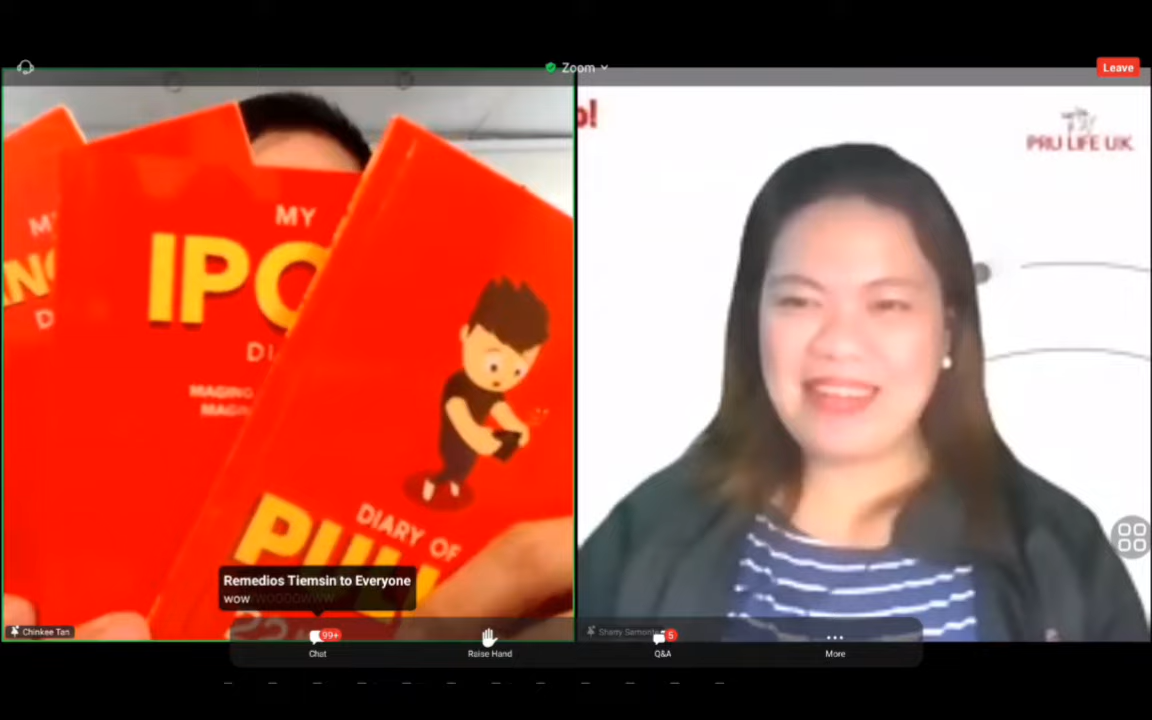 Zoom
Leave
o!
PRU LIFE U.K.
MY
IPO
MAGING
DIARY OF
Remedios Tiemsin to Everyone
wow
Chinkee Tan
99+
5
Chat
Raise Hand
Q&A
More